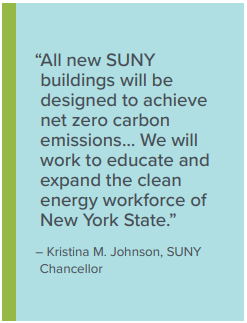 “All new SUNY
buildings will be
designed to achieve
net zero carbon
emissions... We will
work to educate and
expand the clean
energy workforce of
New York State.”
– Kristina M. Johnson, SUNY
Chancellor